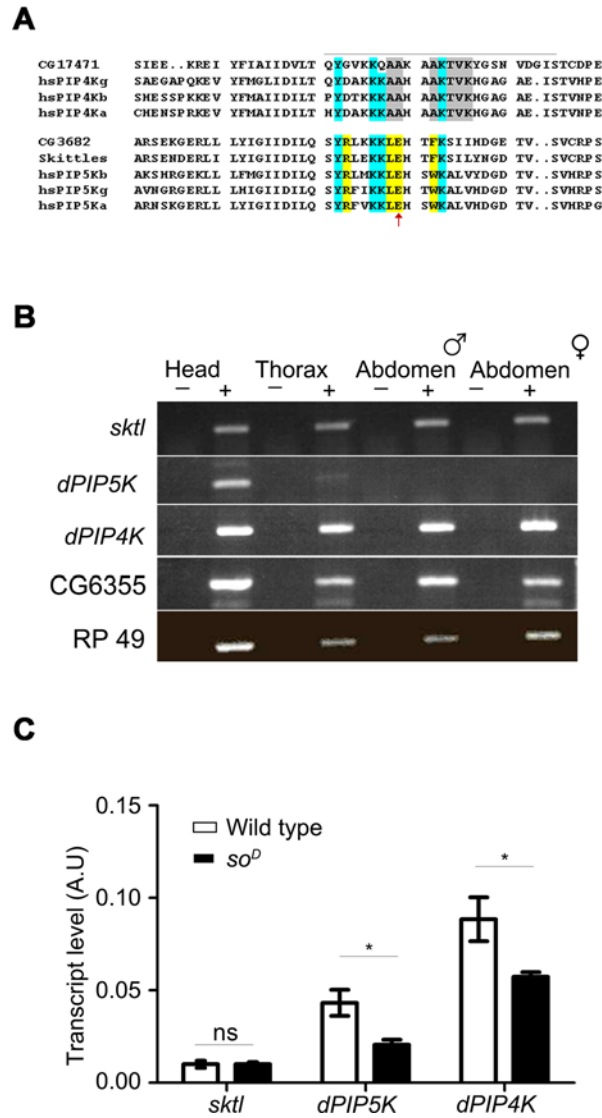 A
CG17471 SIEE..KREI YFIAIIDVLT QYGVKKQAAK AAKTVKYGSN VDGISTCDPE
hsPIP4Kg SAEGAPQKEV YFMGLIDILT QYDAKKKAAH AAKTVKHGAG AE.ISTVHPE
hsPIP4Kb SHESSPKKEV YFMAIIDILT PYDTKKKAAH AAKTVKHGAG AE.ISTVNPE
hsPIP4Ka CHENSPRKEV YFMAIIDILT HYDAKKKAAH AAKTVKHGAG AE.ISTVNPE
CG3682 ARSEKGERLL LYIGIIDILQ SYRLKKKLEH TFKSIIHDGE TV..SVCRPS
Skittles ARSENDERLI LYIGIIDILQ SYRLKKKLEH TFKSILYNGD TV..SVCRPS
hsPIP5Kb AKSHRGEKLL LFMGIIDILQ SYRLMKKLEH SWKALVYDGD TV..SVHRPS
hsPIP5Kg AVNGRGERLL LHIGIIDILQ SYRFIKKLEH TWKALVHDGD TV..SVHRPS
hsPIP5Ka ARNSKGERLL LYIGIIDILQ SYRFVKKLEH SWKALVHDGD TV..SVHRPG
B
Head Thorax Abdomen ♂ Abdomen ♀
– + – + – + – +
sktl
dPIP5K
dPIP4K
CG6355
RP 49
C
Transcript level (A.U)
0.15
0.10
0.05
0.00
Wild type
so^D
ns
*
*
sktl dPIP5K dPIP4K